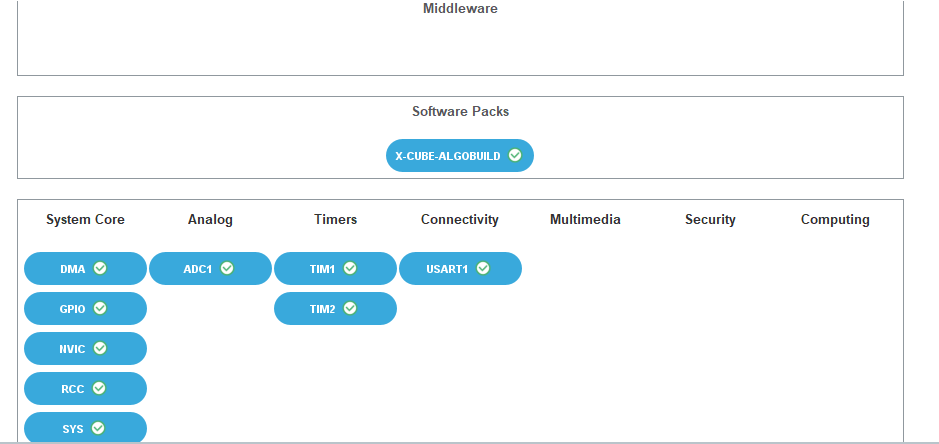 Middleware
Software Packs
X-CUBE-ALGOBUILD
System Core Analog Timers Connectivity Multimedia Security Computing
DMA ADC1 TIM1 USART1
GPIO TIM2
NVIC
RCC
SYS